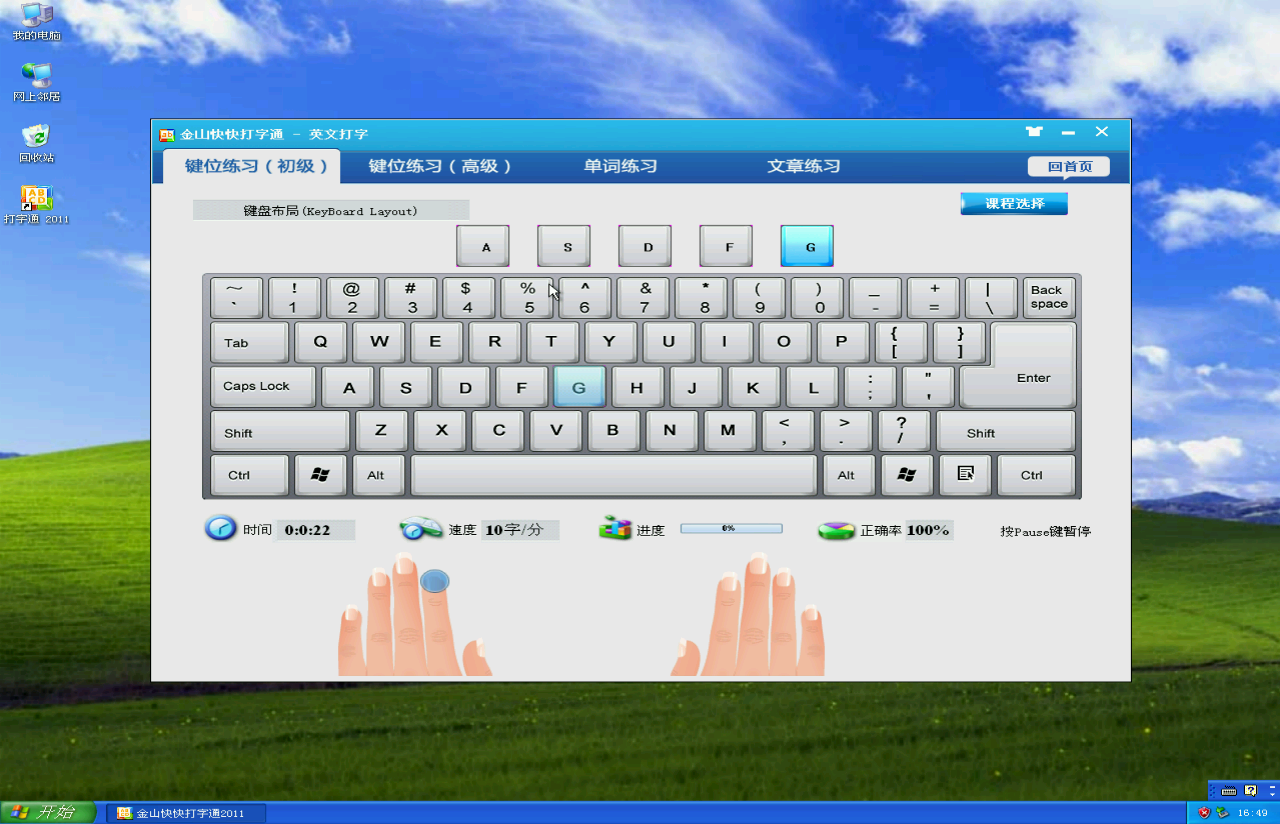 我的电脑
网上邻居
回收站
打字通 2011
金山快快打字通 - 英文打字
键位练习(初级) 键位练习(高级) 单词练习 文章练习 回首页
键盘布局(KeyBoard Layout) 课程选择
A S D F G
~ ! @ # $ % ^ & * ( ) _ + | Back space
` 1 2 3 4 5 6 7 8 9 0 - = \
Tab Q W E R T Y U I O P { [ } ]
Caps Lock A S D F G H J K L : ; " ' Enter
Shift Z X C V B N M < , > . ? / Shift
Ctrl Alt Alt Ctrl
时间 0:0:22 速度 10字/分 进度 0% 正确率 100% 按Pause键暂停
开始 金山快快打字通2011 16:49